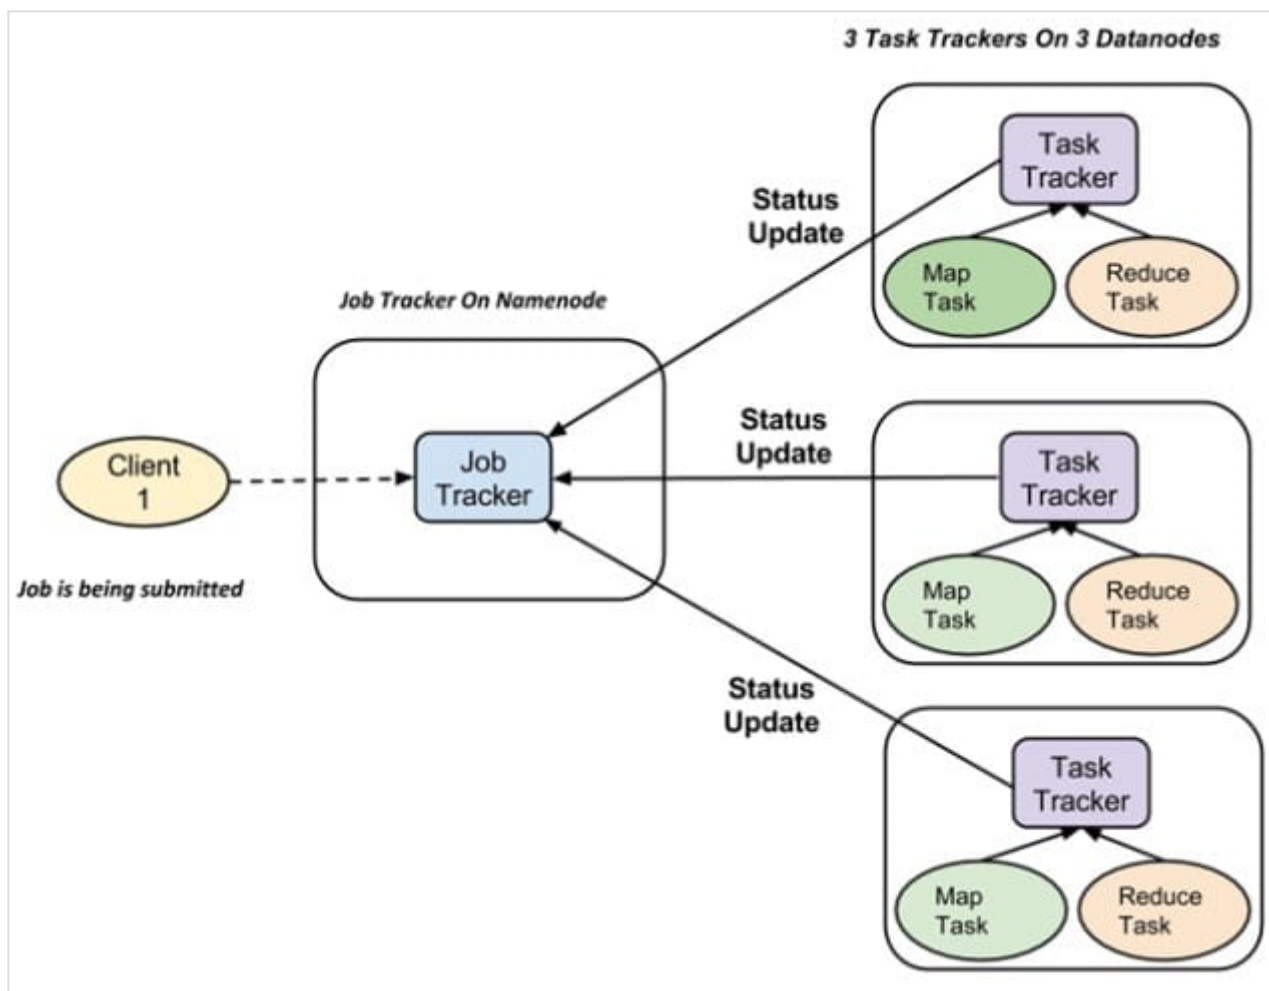 3 Task Trackers On 3 Datanodes
Task
Tracker
Status
Update
Map
Task
Reduce
Task
Job Tracker On Namenode
Client
1
Job
Tracker
Status
Update
Task
Tracker
Job is being submitted
Map
Task
Reduce
Task
Status
Update
Task
Tracker
Map
Task
Reduce
Task